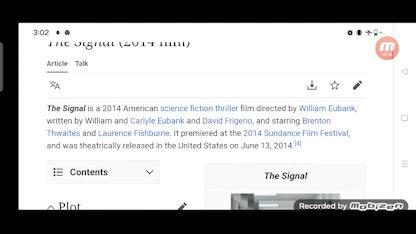 3:02
The Signal (2014 film)
Article Talk
The Signal is a 2014 American science fiction thriller film directed by William Eubank,
written by William and Carlyle Eubank and David Frigerio, and starring Brenton
Thwaites and Laurence Fishburne. It premiered at the 2014 Sundance Film Festival,
and was theatrically released in the United States on June 13, 2014.[4]
Contents
The Signal
Plot
Recorded by MOBIZEN